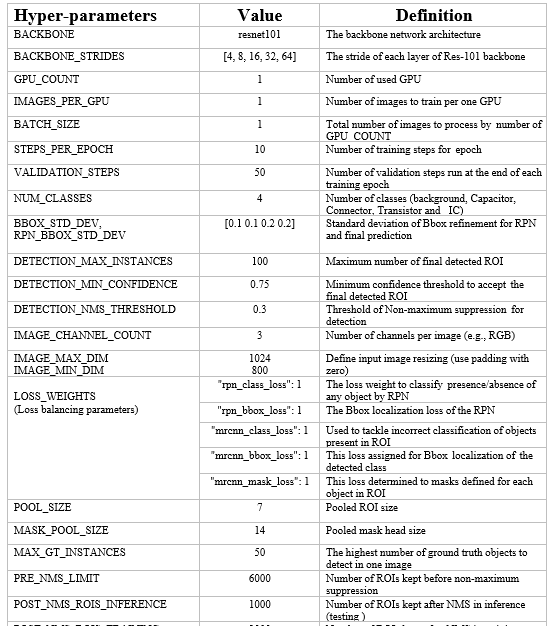 Hyper-parameters Value Definition
BACKBONE resnet101 The backbone network architecture
BACKBONE_STRIDES [4, 8, 16, 32, 64] The stride of each layer of Res-101 backbone
GPU_COUNT 1 Number of used GPU
IMAGES_PER_GPU 1 Number of images to train per one GPU
BATCH_SIZE 1 Total number of images to process by number of
GPU_COUNT
STEPS_PER_EPOCH 10 Number of training steps for epoch
VALIDATION_STEPS 50 Number of validation steps run at the end of each
training epoch
NUM_CLASSES 4 Number of classes (background, Capacitor,
Connector, Transistor and IC)
BBOX_STD_DEV, [0.1 0.1 0.2 0.2] Standard deviation of Bbox refinement for RPN
RPN_BBOX_STD_DEV and final prediction
DETECTION_MAX_INSTANCES 100 Maximum number of final detected ROI
DETECTION_MIN_CONFIDENCE 0.75 Minimum confidence threshold to accept the
final detected ROI
DETECTION_NMS_THRESHOLD 0.3 Threshold of Non-maximum suppression for
detection
IMAGE_CHANNEL_COUNT 3 Number of channels per image (e.g., RGB)
IMAGE_MAX_DIM 1024 Define input image resizing (use padding with
IMAGE_MIN_DIM 800 zero)
LOSS_WEIGHTS
(Loss balancing parameters)
"rpn_class_loss": 1 The loss weight to classify presence/absence of
any object by RPN
"rpn_bbox_loss": 1 The Bbox localization loss of the RPN
"mrcnn_class_loss": 1 Used to tackle incorrect classification of objects
present in ROI
"mrcnn_bbox_loss": 1 This loss assigned for Bbox localization of the
detected class
"mrcnn_mask_loss": 1 This loss determined to masks defined for each
object in ROI
POOL_SIZE 7 Pooled ROI size
MASK_POOL_SIZE 14 Pooled mask head size
MAX_GT_INSTANCES 50 The highest number of ground truth objects to
detect in one image
PRE_NMS_LIMIT 6000 Number of ROIs kept before non-maximum
suppression
POST_NMS_ROIS_INFERENCE 1000 Number of ROIs kept after NMS in inference
(testing )